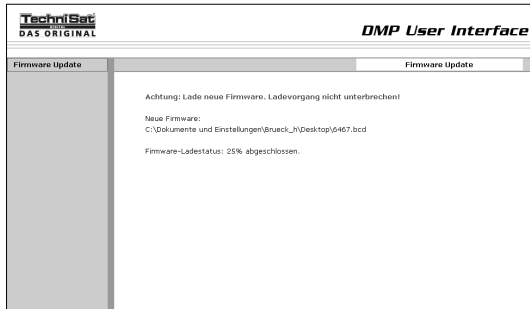 TechniSat
DIGITAL
DAS ORIGINAL
DMP User Interface
Firmware Update
Firmware Update
Achtung: Lade neue Firmware. Ladevorgang nicht unterbrechen!
Neue Firmware:
C:\Dokumente und Einstellungen\Brueck_h\Desktop\6467.bcd
Firmware-Ladestatus: 25% abgeschlossen.